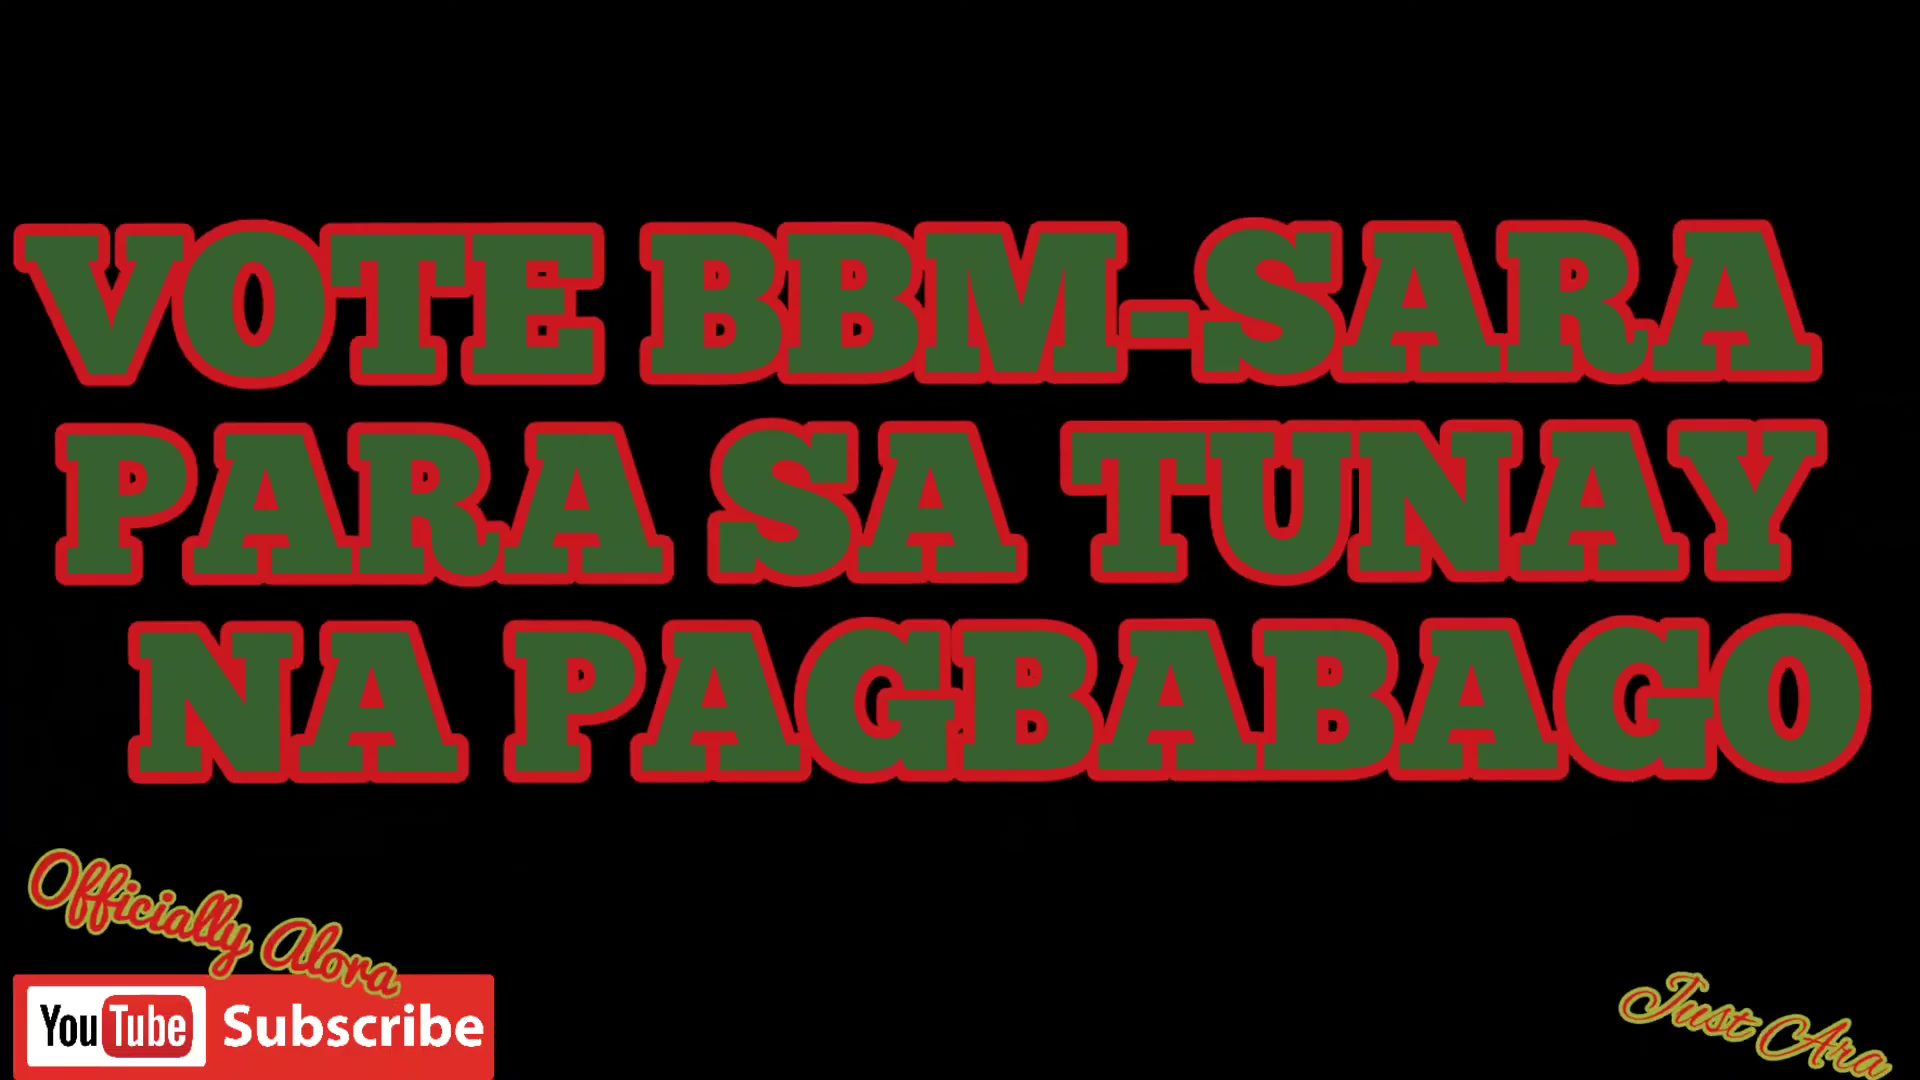 VOTE BBM-SARA
PARA SA TUNAY
NA PAGBABAGO
Officially Alora
YouTube Subscribe
Just Ara